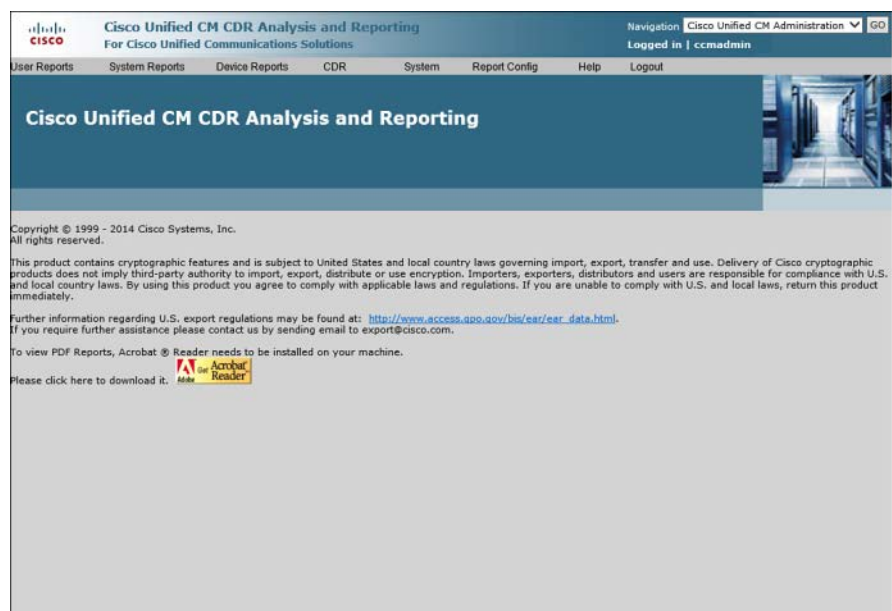 CISCO
Cisco Unified CM CDR Analysis and Reporting
For Cisco Unified Communications Solutions
Navigation Cisco Unified CM Administration GO
Logged in | ccmadmin
User Reports System Reports Device Reports CDR System Report Config Help Logout
Cisco Unified CM CDR Analysis and Reporting
Copyright © 1999 - 2014 Cisco Systems, Inc.
All rights reserved.
This product contains cryptographic features and is subject to United States and local country laws governing import, export, transfer and use. Delivery of Cisco cryptographic
products does not imply third-party authority to import, export, distribute or use encryption. Importers, exporters, distributors and users are responsible for compliance with U.S.
and local country laws. By using this product you agree to comply with applicable laws and regulations. If you are unable to comply with U.S. and local laws, return this product
immediately.
Further information regarding U.S. export regulations may be found at: http://www.access.gpo.gov/bis/ear/ear_data.html.
If you require further assistance please contact us by sending email to export@cisco.com.
To view PDF Reports, Acrobat ® Reader needs to be installed on your machine.
Please click here to download it. Adobe Get Acrobat Reader